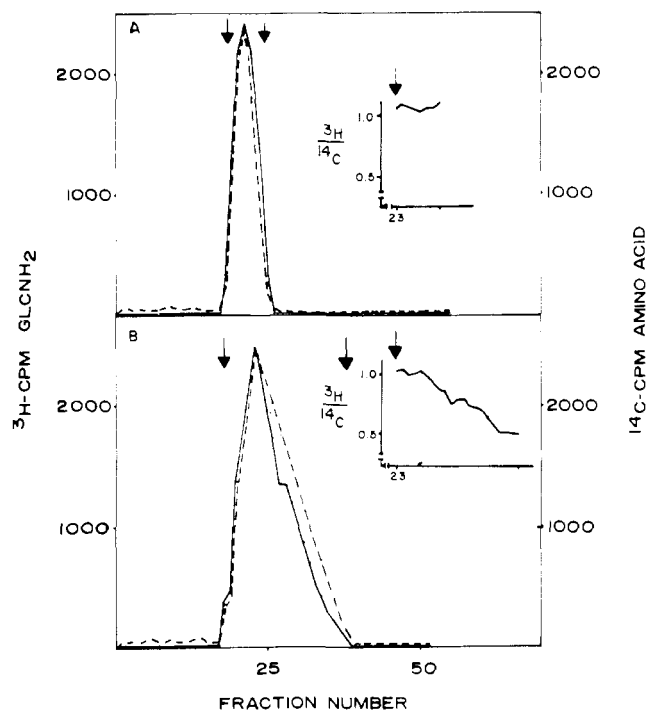 A
2000
1000
³H
¹⁴C
1.0
0.5
23
2000
1000
B
2000
1000
³H
¹⁴C
1.0
0.5
23
2000
1000
³H-CPM GLCNH₂
¹⁴C-CPM AMINO ACID
25
50
FRACTION NUMBER